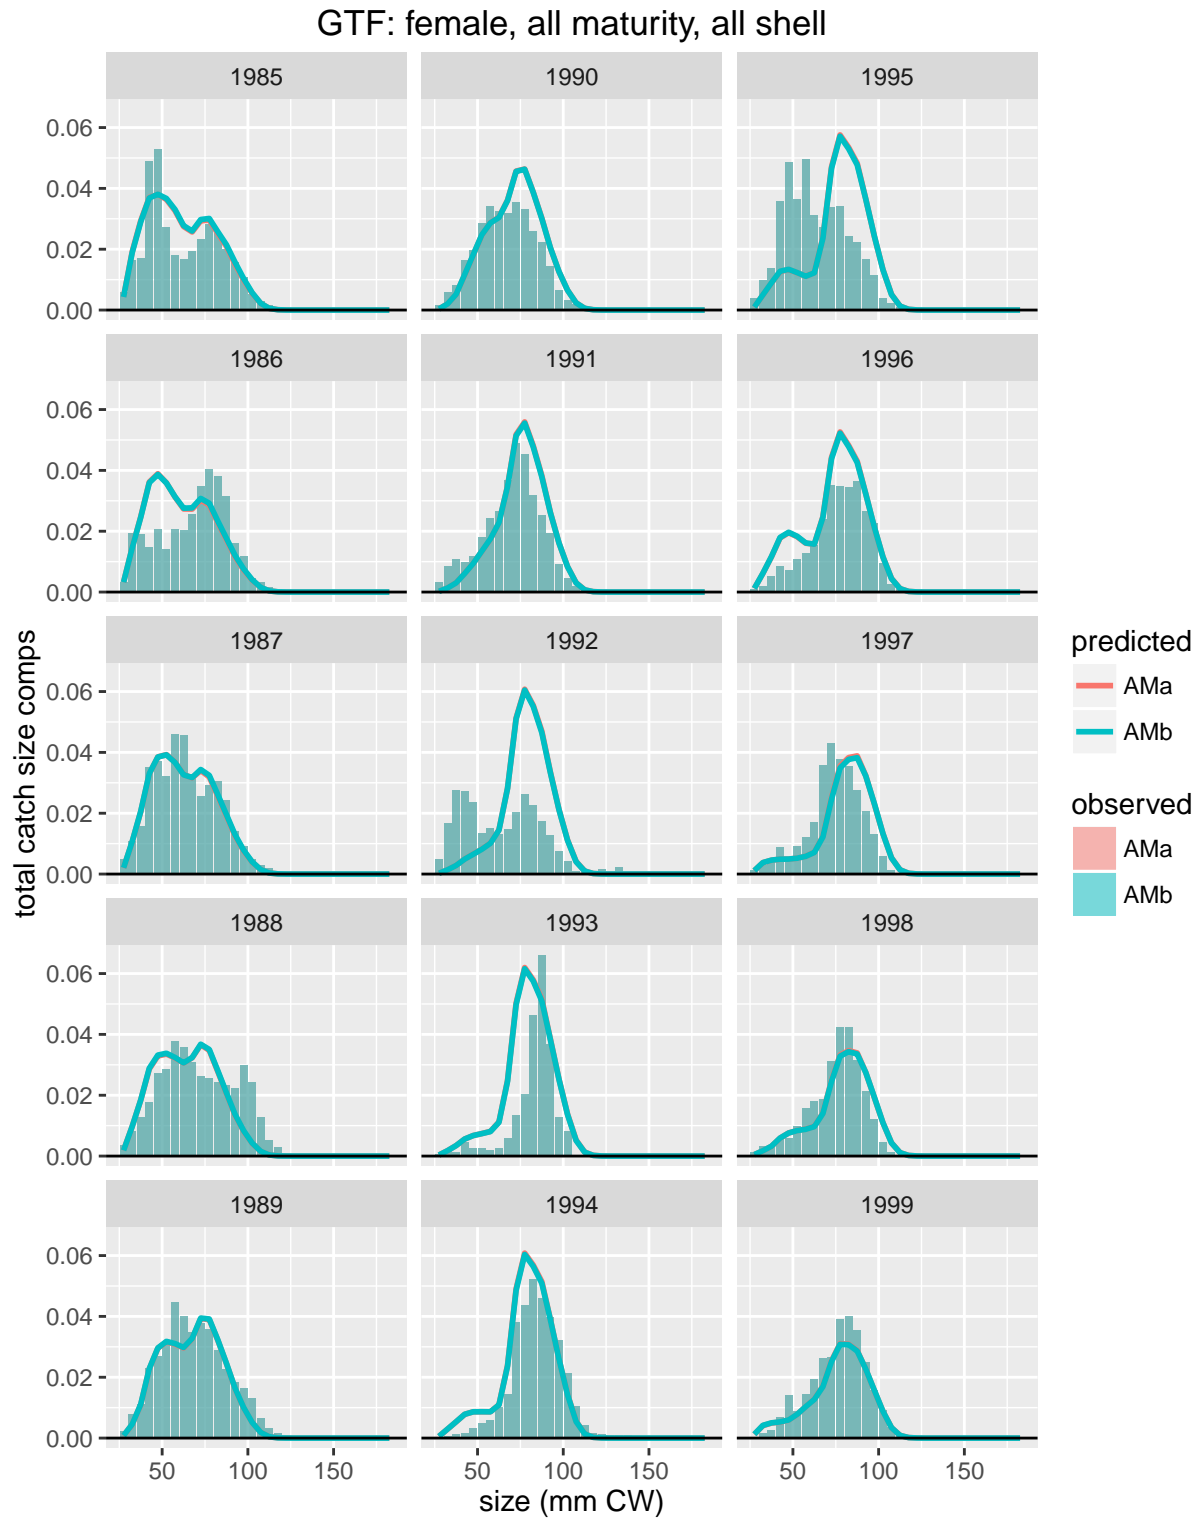 GTF: female, all maturity, all shell
1985 1990 1995
0.06
0.04
0.02
0.00
1986 1991 1996
0.06
0.04
0.02
0.00
1987 1992 1997
0.06
0.04
0.02
0.00
1988 1993 1998
0.06
0.04
0.02
0.00
1989 1994 1999
0.06
0.04
0.02
0.00
50 100 150 50 100 150 50 100 150
size (mm CW)
total catch size comps
predicted
AMa
AMb
observed
AMa
AMb